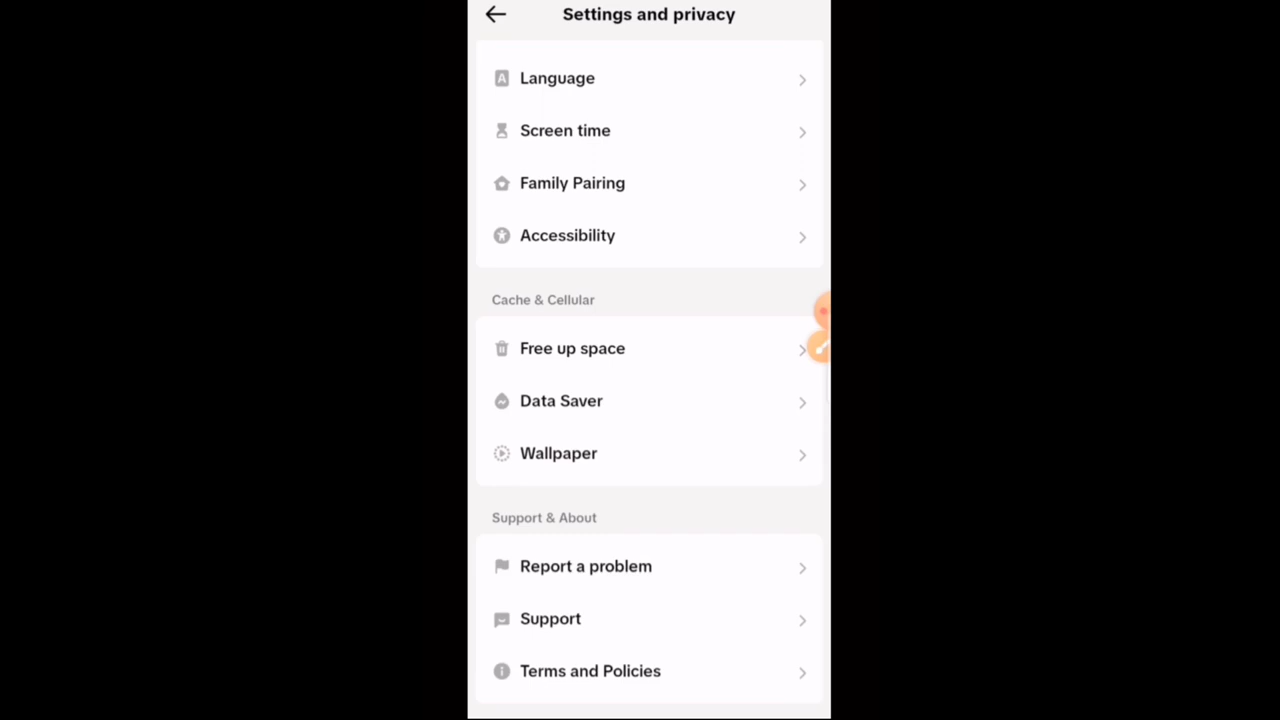 Settings and privacy
Language
Screen time
Family Pairing
Accessibility
Cache & Cellular
Free up space
Data Saver
Wallpaper
Support & About
Report a problem
Support
Terms and Policies